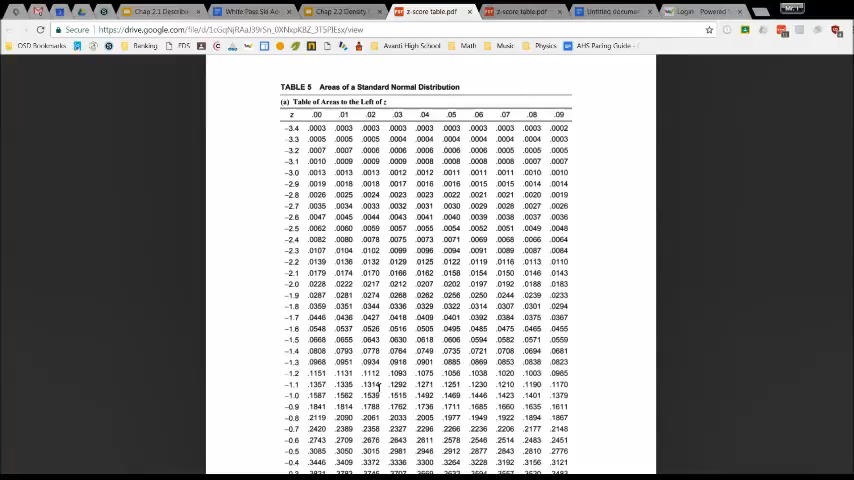 Chap 2.1 Describi
White Pass Ski Ac
Chap 2.2 Density
z-score table.pdf
z-score table.pdf
Untitled documen
Login Powered
Mr. T
Secure https://drive.google.com/file/d/
OSD Bookmarks Banking EDS Avanti High School Math Music Physics AHS Pacing Guide -
TABLE 5 Areas of a Standard Normal Distribution
(a) Table of Areas to the Left of z
z .00 .01 .02 .03 .04 .05 .06 .07 .08 .09
−3.4 .0003 .0003 .0003 .0003 .0003 .0003 .0003 .0003 .0003 .0002
−3.3 .0005 .0005 .0005 .0004 .0004 .0004 .0004 .0004 .0004 .0003
−3.2 .0007 .0007 .0006 .0006 .0006 .0006 .0006 .0005 .0005 .0005
−3.1 .0010 .0009 .0009 .0009 .0008 .0008 .0008 .0008 .0007 .0007
−3.0 .0013 .0013 .0013 .0012 .0012 .0011 .0011 .0011 .0010 .0010
−2.9 .0019 .0018 .0018 .0017 .0016 .0016 .0015 .0015 .0014 .0014
−2.8 .0026 .0025 .0024 .0023 .0023 .0022 .0021 .0021 .0020 .0019
−2.7 .0035 .0034 .0033 .0032 .0031 .0030 .0029 .0028 .0027 .0026
−2.6 .0047 .0045 .0044 .0043 .0041 .0040 .0039 .0038 .0037 .0036
−2.5 .0062 .0060 .0059 .0057 .0055 .0054 .0052 .0051 .0049 .0048
−2.4 .0082 .0080 .0078 .0075 .0073 .0071 .0069 .0068 .0066 .0064
−2.3 .0107 .0104 .0102 .0099 .0096 .0094 .0091 .0089 .0087 .0084
−2.2 .0139 .0136 .0132 .0129 .0125 .0122 .0119 .0116 .0113 .0110
−2.1 .0179 .0174 .0170 .0166 .0162 .0158 .0154 .0150 .0146 .0143
−2.0 .0228 .0222 .0217 .0212 .0207 .0202 .0197 .0192 .0188 .0183
−1.9 .0287 .0281 .0274 .0268 .0262 .0256 .0250 .0244 .0239 .0233
−1.8 .0359 .0351 .0344 .0336 .0329 .0322 .0314 .0307 .0301 .0294
−1.7 .0446 .0436 .0427 .0418 .0409 .0401 .0392 .0384 .0375 .0367
−1.6 .0548 .0537 .0526 .0516 .0505 .0495 .0485 .0475 .0465 .0455
−1.5 .0668 .0655 .0643 .0630 .0618 .0606 .0594 .0582 .0571 .0559
−1.4 .0808 .0793 .0778 .0764 .0749 .0735 .0721 .0708 .0694 .0681
−1.3 .0968 .0951 .0934 .0918 .0901 .0885 .0869 .0853 .0838 .0823
−1.2 .1151 .1131 .1112 .1093 .1075 .1056 .1038 .1020 .1003 .0985
−1.1 .1357 .1335 .1314 .1292 .1271 .1251 .1230 .1210 .1190 .1170
−1.0 .1587 .1562 .1539 .1515 .1492 .1469 .1446 .1423 .1401 .1379
−0.9 .1841 .1814 .1788 .1762 .1736 .1711 .1685 .1660 .1635 .1611
−0.8 .2119 .2090 .2061 .2033 .2005 .1977 .1949 .1922 .1894 .1867
−0.7 .2420 .2389 .2358 .2327 .2296 .2266 .2236 .2206 .2177 .2148
−0.6 .2743 .2709 .2676 .2643 .2611 .2578 .2546 .2514 .2483 .2451
−0.5 .3085 .3050 .3015 .2981 .2946 .2912 .2877 .2843 .2810 .2776
−0.4 .3446 .3409 .3372 .3336 .3300 .3264 .3228 .3192 .3156 .3121